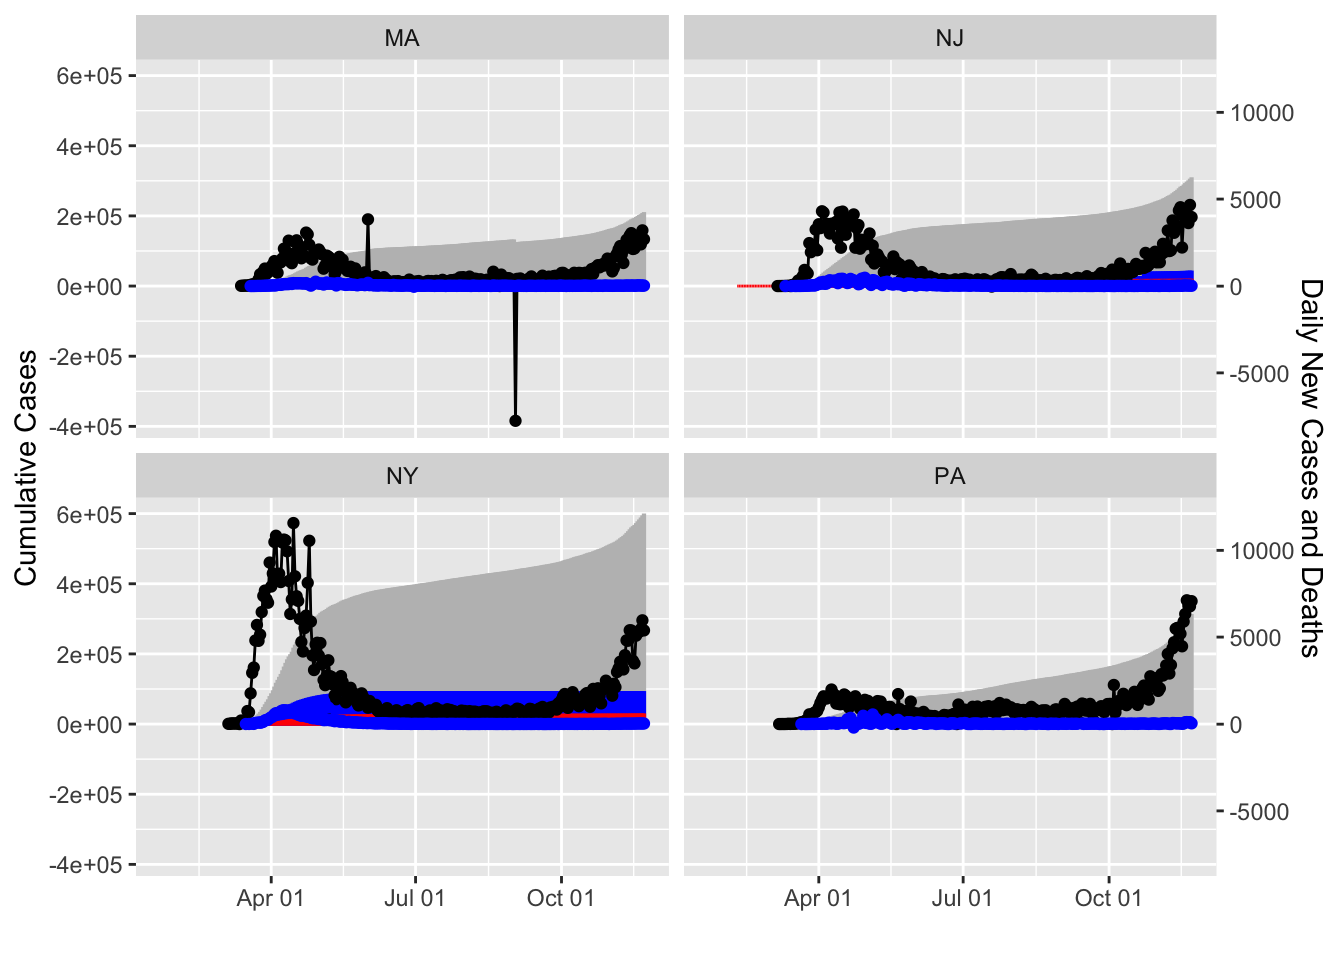 MA
NJ
6e+05
4e+05
2e+05
0e+00
-2e+05
-4e+05
10000
5000
0
-5000
Cumulative Cases
Daily New Cases and Deaths
NY
PA
6e+05
4e+05
2e+05
0e+00
-2e+05
-4e+05
10000
5000
0
-5000
Apr 01
Jul 01
Oct 01
Apr 01
Jul 01
Oct 01